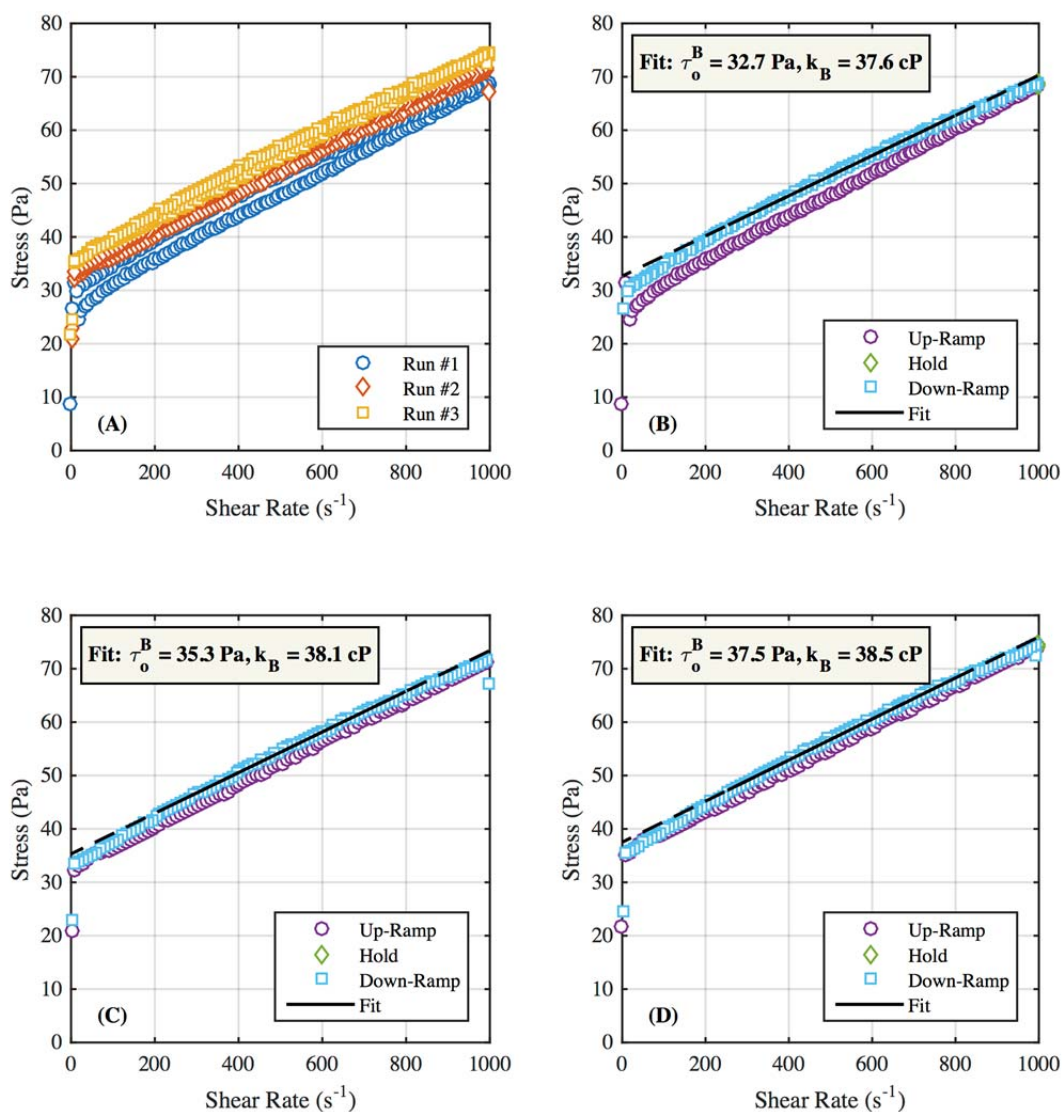 80
70
60
50
40
30
20
10
0
Stress (Pa)
Run #1
Run #2
Run #3
(A)
0 200 400 600 800 1000
Shear Rate (s⁻¹)
80
70
60
50
40
30
20
10
0
Stress (Pa)
Fit: τₒᴮ = 32.7 Pa, k_B = 37.6 cP
Up-Ramp
Hold
Down-Ramp
Fit
(B)
0 200 400 600 800 1000
Shear Rate (s⁻¹)
80
70
60
50
40
30
20
10
0
Stress (Pa)
Fit: τₒᴮ = 35.3 Pa, k_B = 38.1 cP
Up-Ramp
Hold
Down-Ramp
Fit
(C)
0 200 400 600 800 1000
Shear Rate (s⁻¹)
80
70
60
50
40
30
20
10
0
Stress (Pa)
Fit: τₒᴮ = 37.5 Pa, k_B = 38.5 cP
Up-Ramp
Hold
Down-Ramp
Fit
(D)
0 200 400 600 800 1000
Shear Rate (s⁻¹)